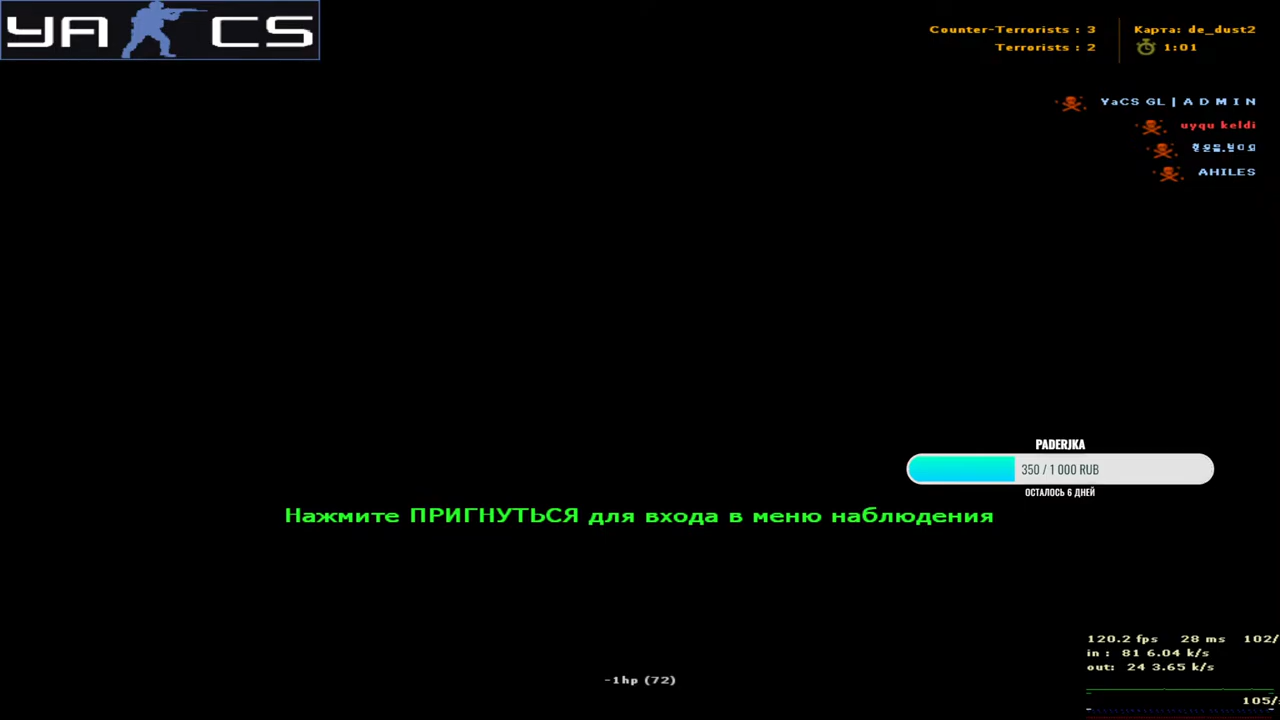 YA CS
Counter-Terrorists : 3
Terrorists : 2
Карта: de_dust2
1:01
YaCS GL | A D M I N
uyqu keldi
AHILES
PADERJKA
350 / 1 000 RUB
ОСТАЛОСЬ 6 ДНЕЙ
Нажмите ПРИГНУТЬСЯ для входа в меню наблюдения
-1hp (72)
120.2 fps 28 ms 102/
in : 81 6.04 k/s
out: 24 3.65 k/s
105/